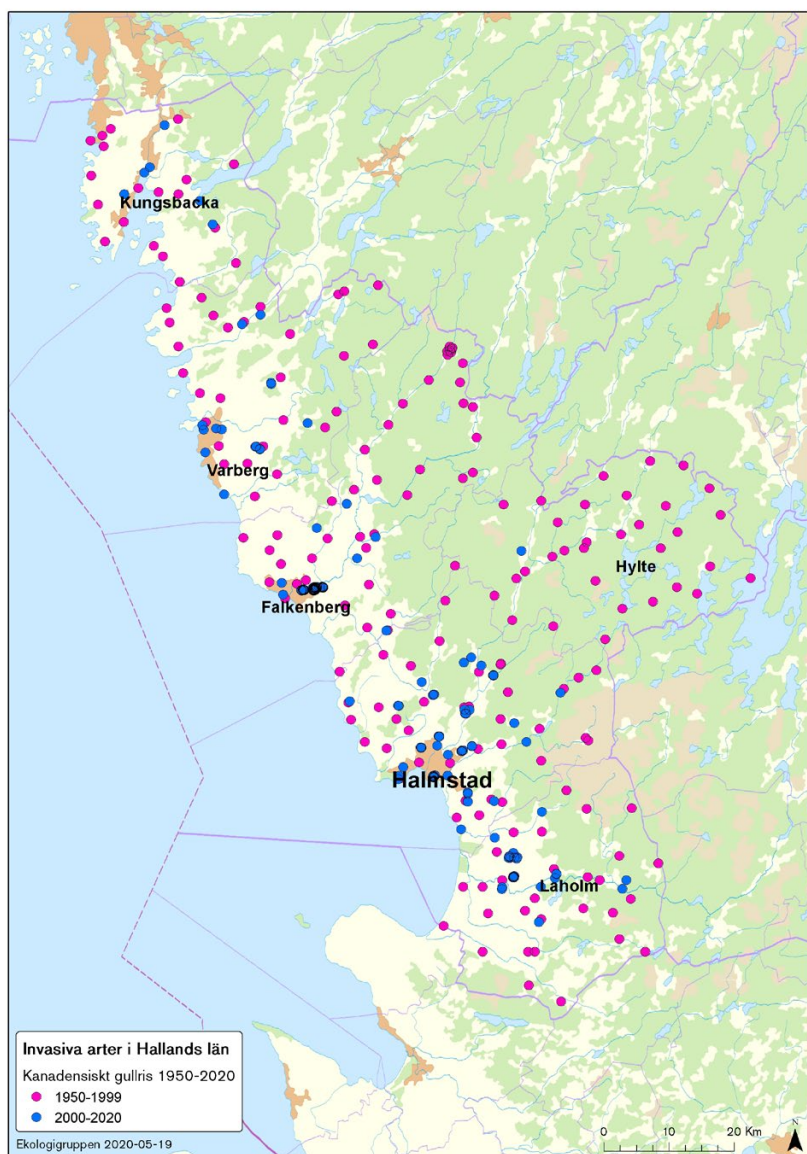 Kungsbacka
Varberg
Hylte
Falkenberg
Halmstad
Laholm
Invasiva arter i Hallands län
Kanadensiskt gullris 1950-2020
1950-1999
2000-2020
Ekologigruppen 2020-05-19
0 10 20 Km
N